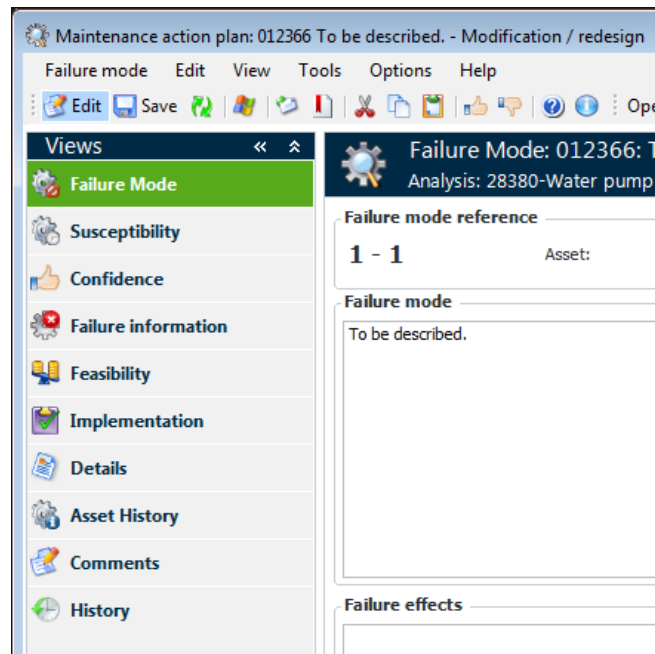 Maintenance action plan: 012366 To be described. - Modification / redesign
Failure mode Edit View Tools Options Help
Edit Save Ope
Views
Failure Mode: 012366: T
Analysis: 28380-Water pump
Failure Mode
Susceptibility
Confidence
Failure information
Feasibility
Implementation
Details
Asset History
Comments
History
Failure mode reference
1 - 1 Asset:
Failure mode
To be described.
Failure effects